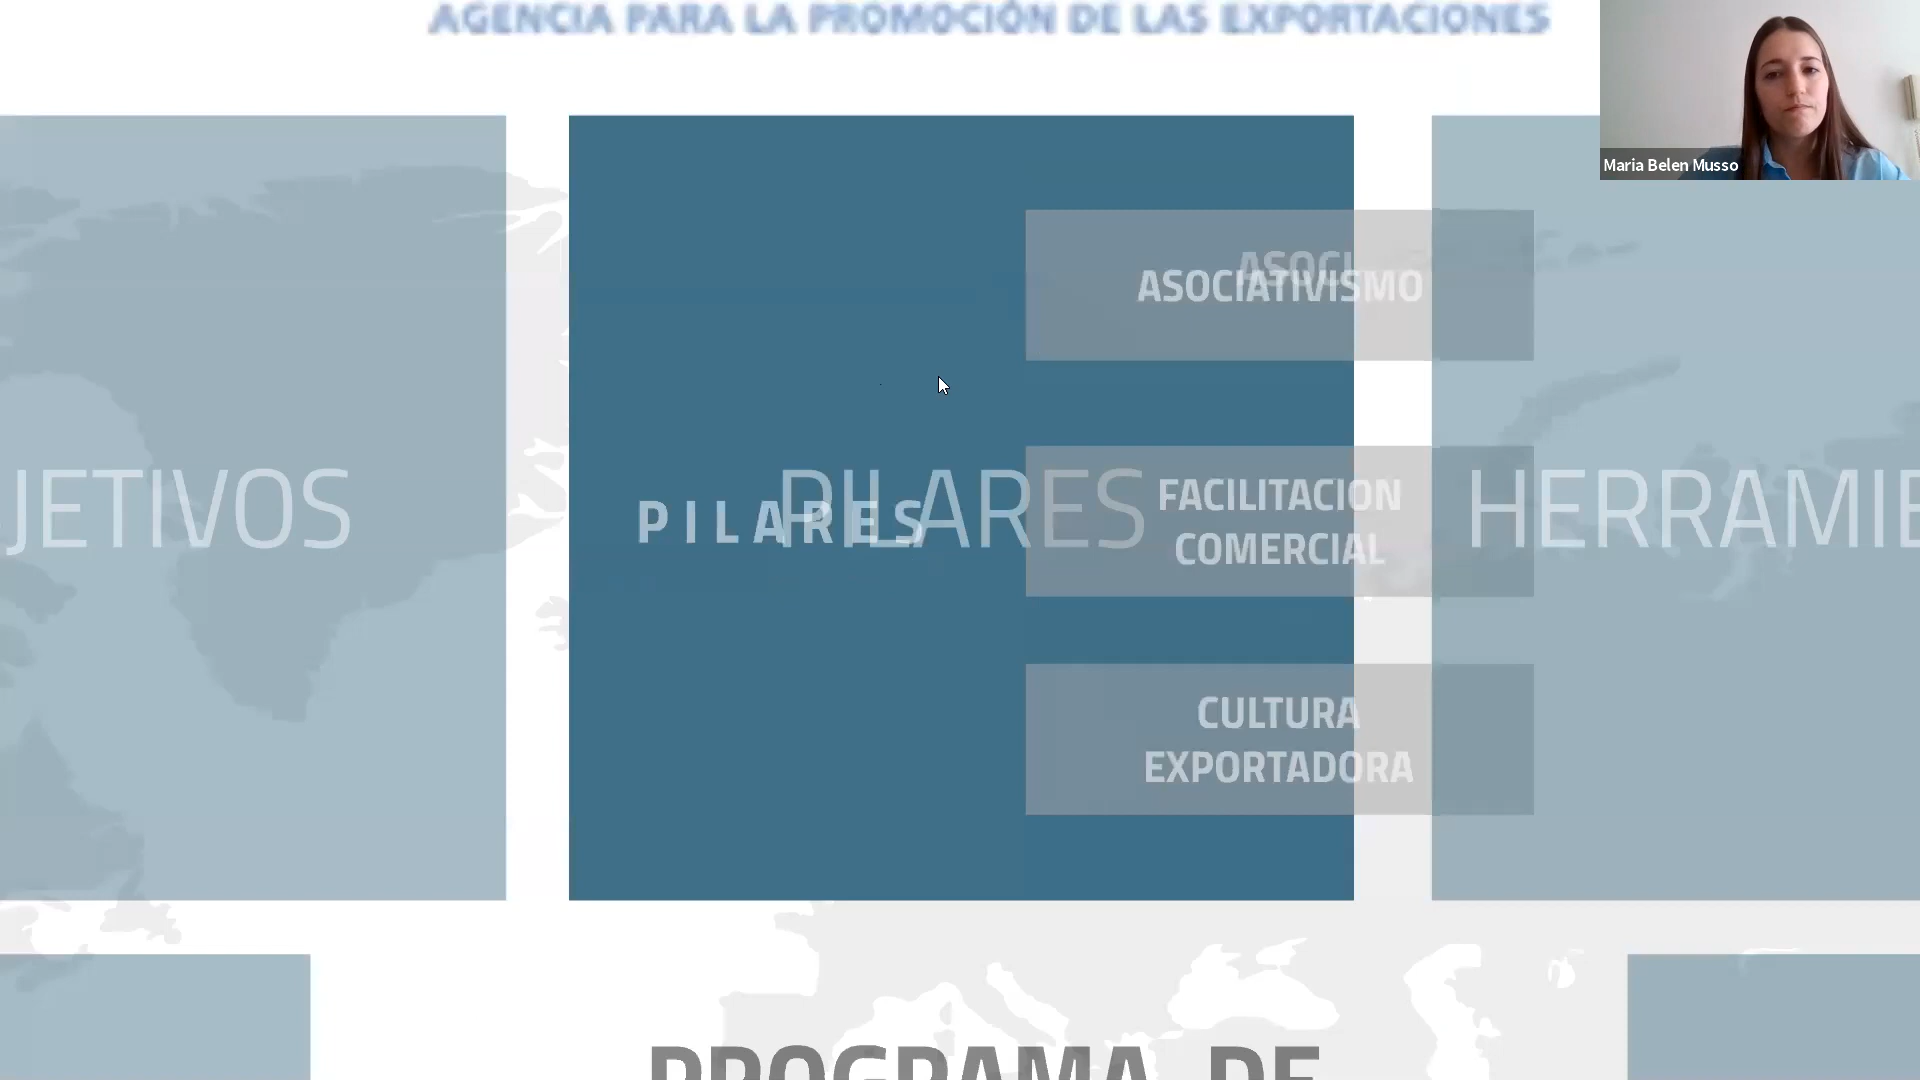 AGENCIA PARA LA PROMOCIÓN DE LAS EXPORTACIONES
Maria Belen Musso
ASOCI
ASOCIATIVISMO
JETIVOS
PILARES
PILARES
FACILITACION
COMERCIAL
HERRAMIE
CULTURA
EXPORTADORA
PROGRAMA DE